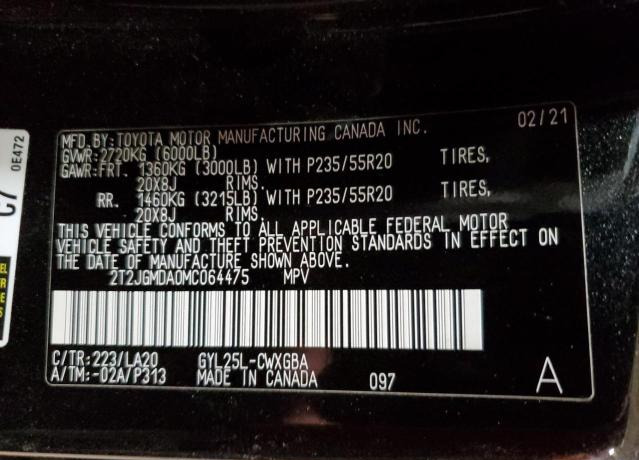 MFD.BY:TOYOTA MOTOR MANUFACTURING CANADA INC. 02/21
GVWR:2720KG (6000LB)
GAWR:FRT. 1360KG (3000LB) WITH P235/55R20 TIRES,
20X8J RIMS.
RR. 1460KG (3215LB) WITH P235/55R20 TIRES,
20X8J RIMS.
THIS VEHICLE CONFORMS TO ALL APPLICABLE FEDERAL MOTOR
VEHICLE SAFETY AND THEFT PREVENTION STANDARDS IN EFFECT ON
THE DATE OF MANUFACTURE SHOWN ABOVE.
2T2JGMDA0MC064475 MPV
C/TR:223/LA20 GYL25L-CWXGBA
A/TM:-02A/P313 MADE IN CANADA 097 A
0E472
C7